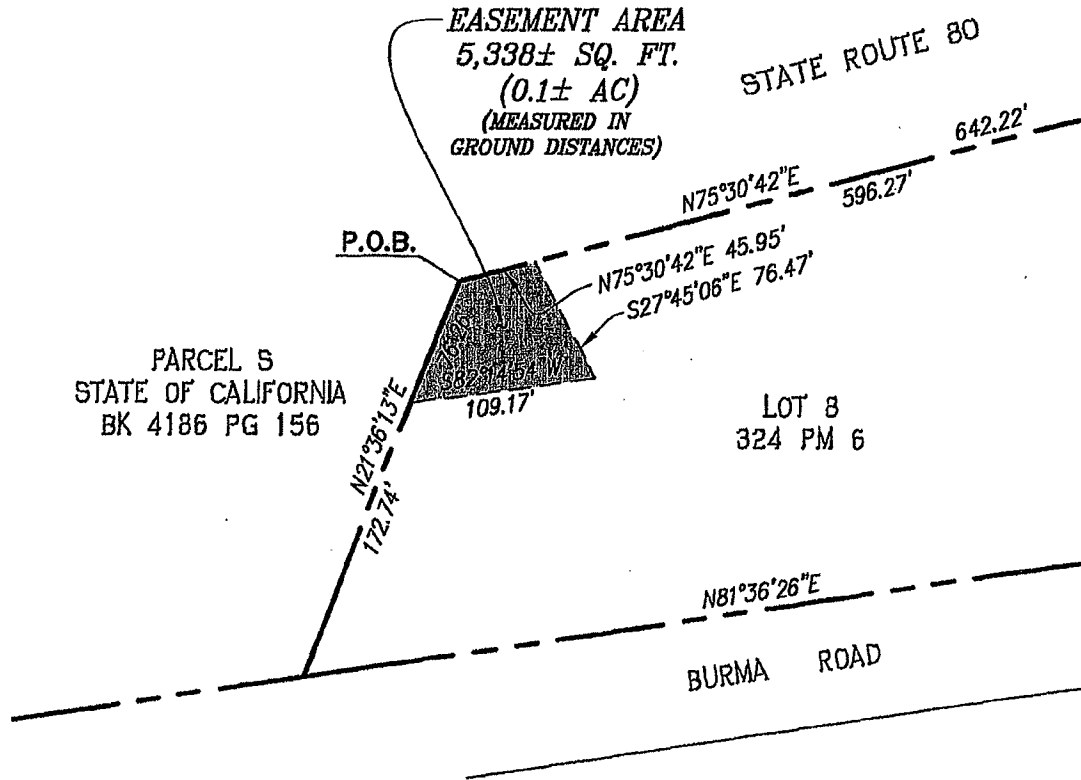 EASEMENT AREA
5,338± SQ. FT.
(0.1± AC)
(MEASURED IN
GROUND DISTANCES)
STATE ROUTE 80
642.22'
N75°30'42"E
596.27'
P.O.B.
N75°30'42"E 45.95'
S27°45'06"E 76.47'
S82°14'54"W
109.17'
PARCEL S
STATE OF CALIFORNIA
BK 4186 PG 156
N21°36'13"E
172.74'
LOT 8
324 PM 6
N81°36'26"E
BURMA ROAD